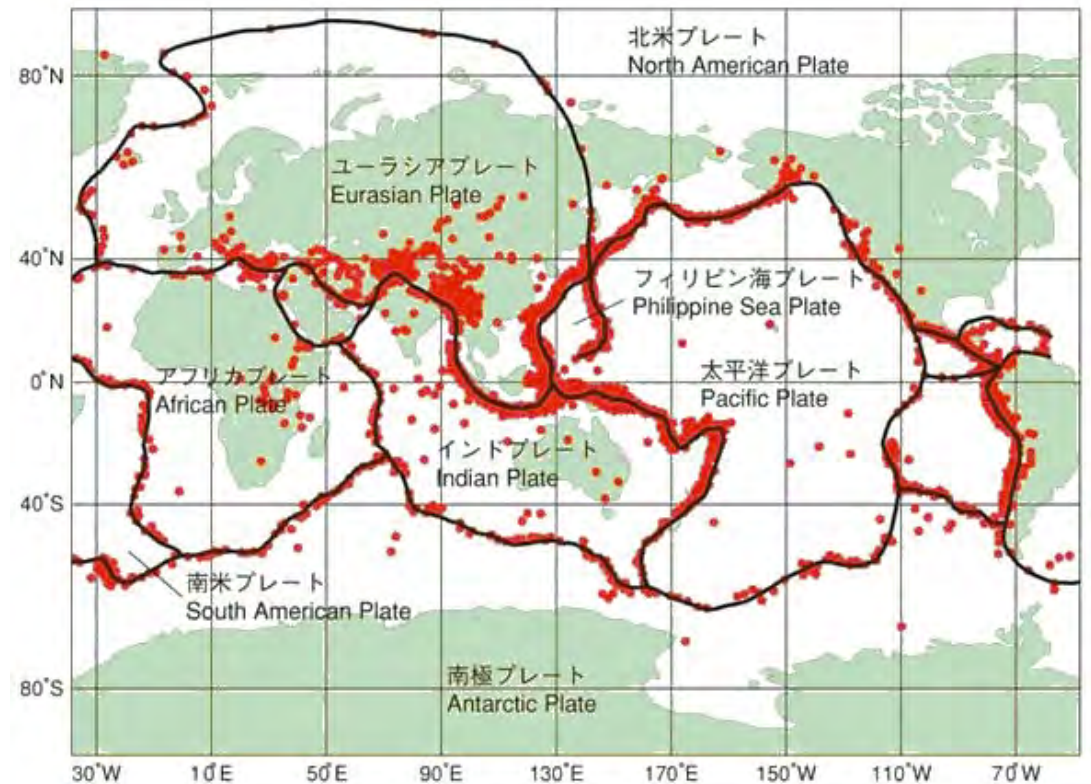 北米プレート
North American Plate
80°N
ユーラシアプレート
Eurasian Plate
40°N
フィリピン海プレート
Philippine Sea Plate
太平洋プレート
Pacific Plate
0°N
アフリカプレート
African Plate
インドプレート
Indian Plate
40°S
南米プレート
South American Plate
南極プレート
Antarctic Plate
80°S
30°W 10°E 50°E 90°E 130°E 170°E 150°W 110°W 70°W